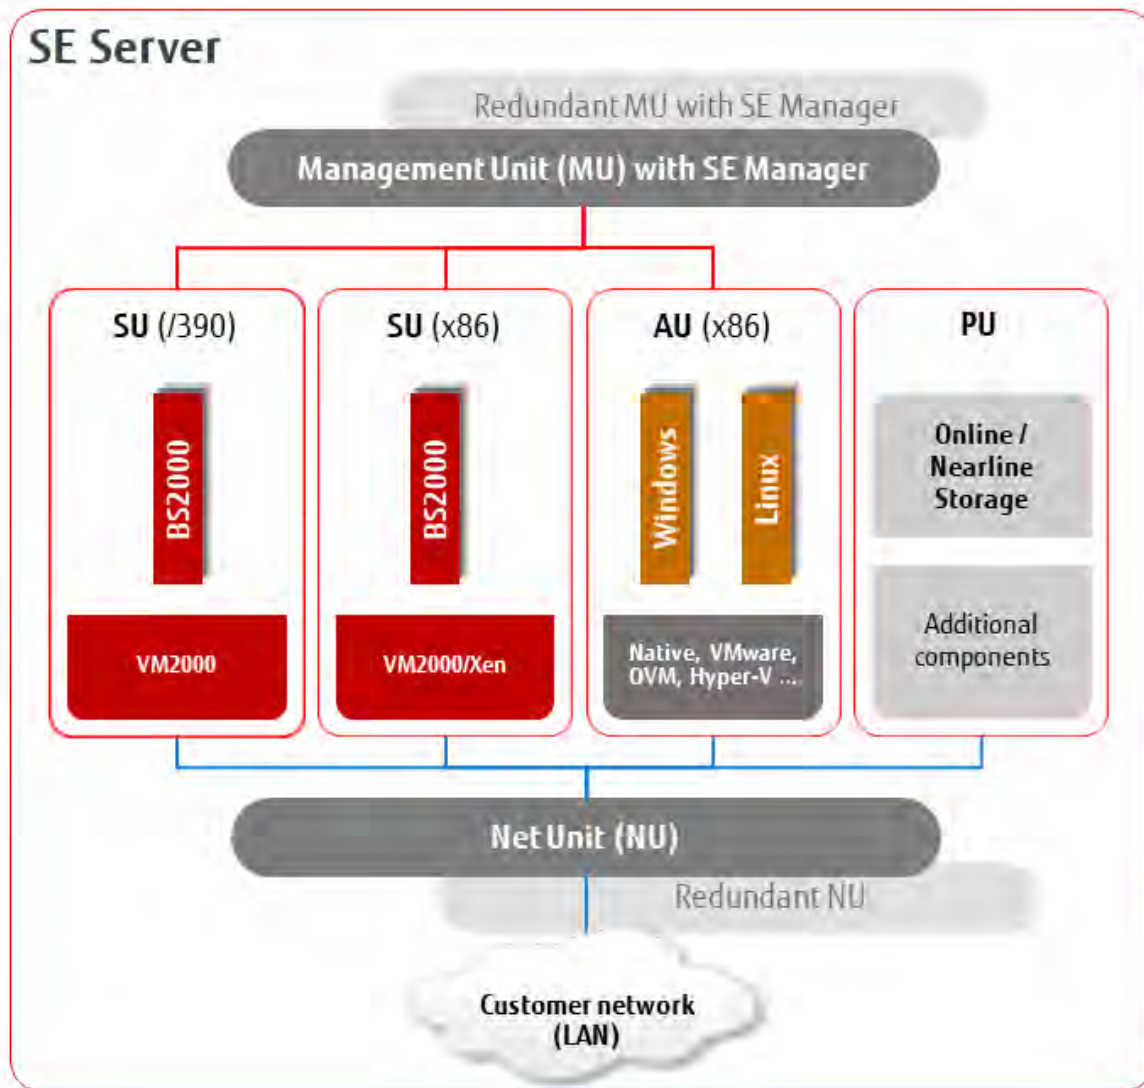 SE Server
Redundant MU with SE Manager
Management Unit (MU) with SE Manager
SU (/390)
BS2000
VM2000
SU (x86)
BS2000
VM2000/Xen
AU (x86)
Windows
Linux
Native, VMware,
OVM, Hyper-V ...
PU
Online /
Nearline
Storage
Additional
components
Net Unit (NU)
Redundant NU
Customer network
(LAN)